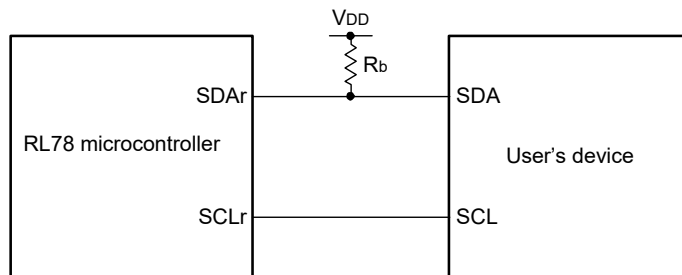 VDD
Rb
SDAr
SDA
RL78 microcontroller
User's device
SCLr
SCL